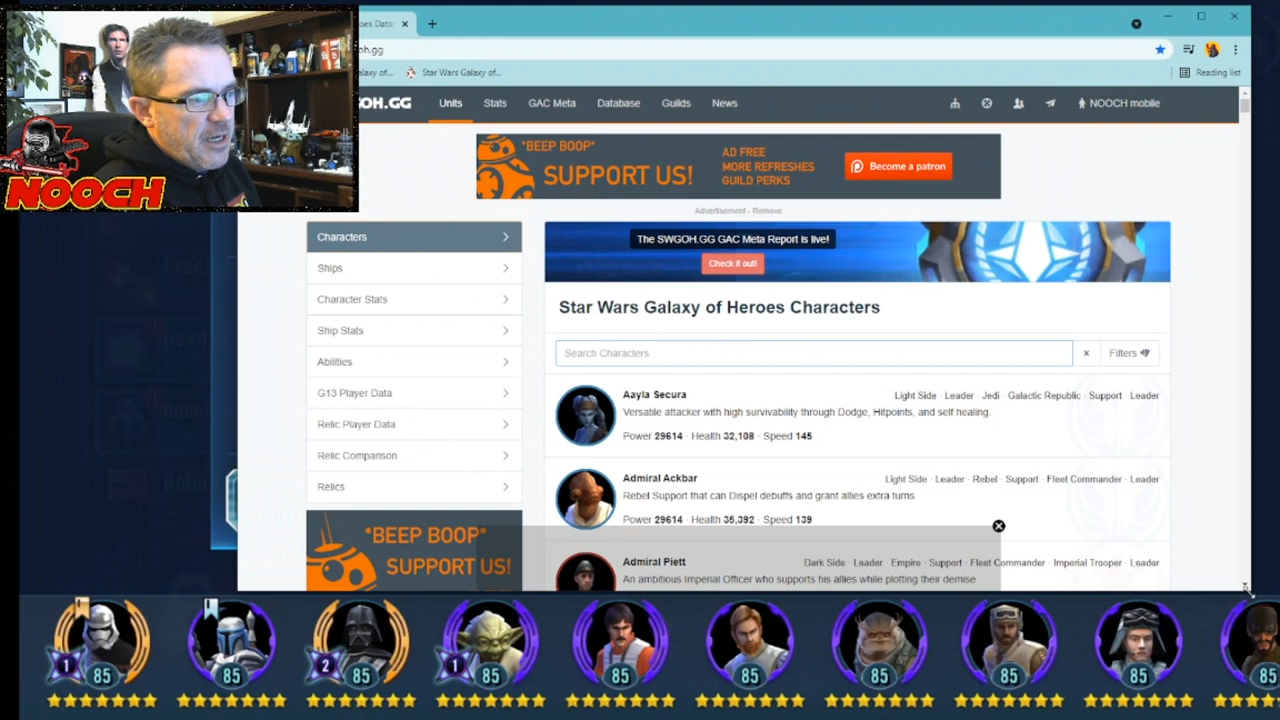 oes Data
oh.gg
alaxy of...
Star Wars Galaxy of...
Reading list
GOH.GG
Units
Stats
GAC Meta
Database
Guilds
News
NOOCH mobile
NOOCH
*BEEP BOOP*
SUPPORT US!
AD FREE
MORE REFRESHES
GUILD PERKS
Become a patron
Advertisement - Remove
Characters
Ships
Character Stats
Ship Stats
Abilities
G13 Player Data
Relic Player Data
Relic Comparison
Relics
*BEEP BOOP*
SUPPORT US!
The SWGOH.GG GAC Meta Report is live!
Check it out!
Star Wars Galaxy of Heroes Characters
Search Characters
x
Filters
Aayla Secura
Light Side · Leader · Jedi · Galactic Republic · Support · Leader
Versatile attacker with high survivability through Dodge, Hitpoints, and self healing.
Power 29614 · Health 32,108 · Speed 145
Admiral Ackbar
Light Side · Leader · Rebel · Support · Fleet Commander · Leader
Rebel Support that can Dispel debuffs and grant allies extra turns
Power 29614 · Health 35,392 · Speed 139
Admiral Piett
Dark Side · Leader · Empire · Support · Fleet Commander · Imperial Trooper · Leader
An ambitious Imperial Officer who supports his allies while plotting their demise
1 85
85
2 85
1 85
85
85
85
85
85
85